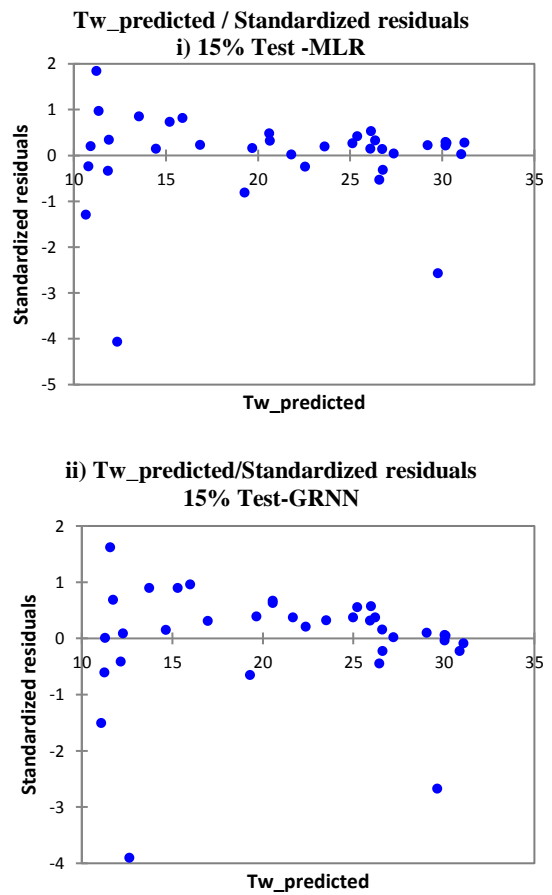 Tw_predicted / Standardized residuals
i) 15% Test -MLR
2
1
0
-1
-2
-3
-4
-5
10 15 20 25 30 35
Standardized residuals
Tw_predicted
ii) Tw_predicted/Standardized residuals
15% Test-GRNN
2
1
0
-1
-2
-3
-4
10 15 20 25 30 35
Standardized residuals
Tw_predicted